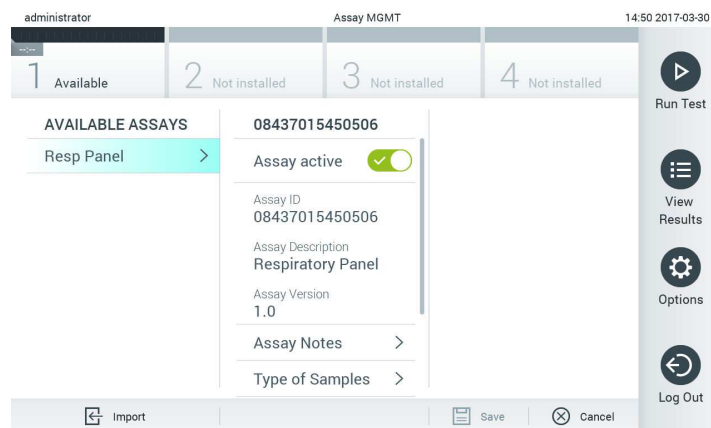 administrator
Assay MGMT
14:50 2017-03-30
--:--
1 Available
2 Not installed
3 Not installed
4 Not installed
Run Test
View
Results
Options
Log Out
AVAILABLE ASSAYS
Resp Panel
08437015450506
Assay active
Assay ID
08437015450506
Assay Description
Respiratory Panel
Assay Version
1.0
Assay Notes
Type of Samples
Import
Save
Cancel